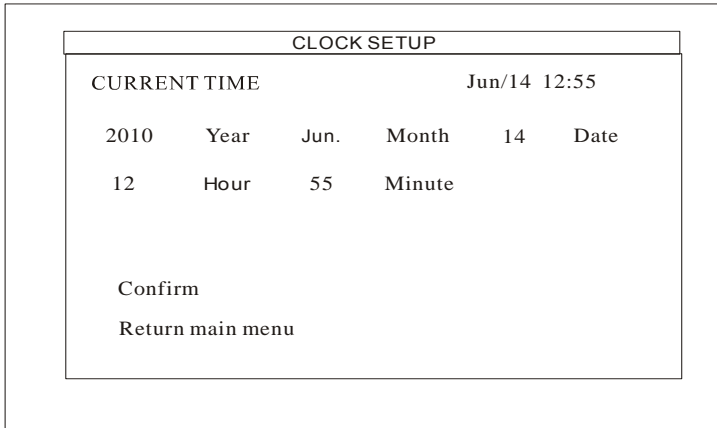 CLOCK SETUP
CURRENT TIME Jun/14 12:55
2010 Year Jun. Month 14 Date
12 Hour 55 Minute
Confirm
Return main menu